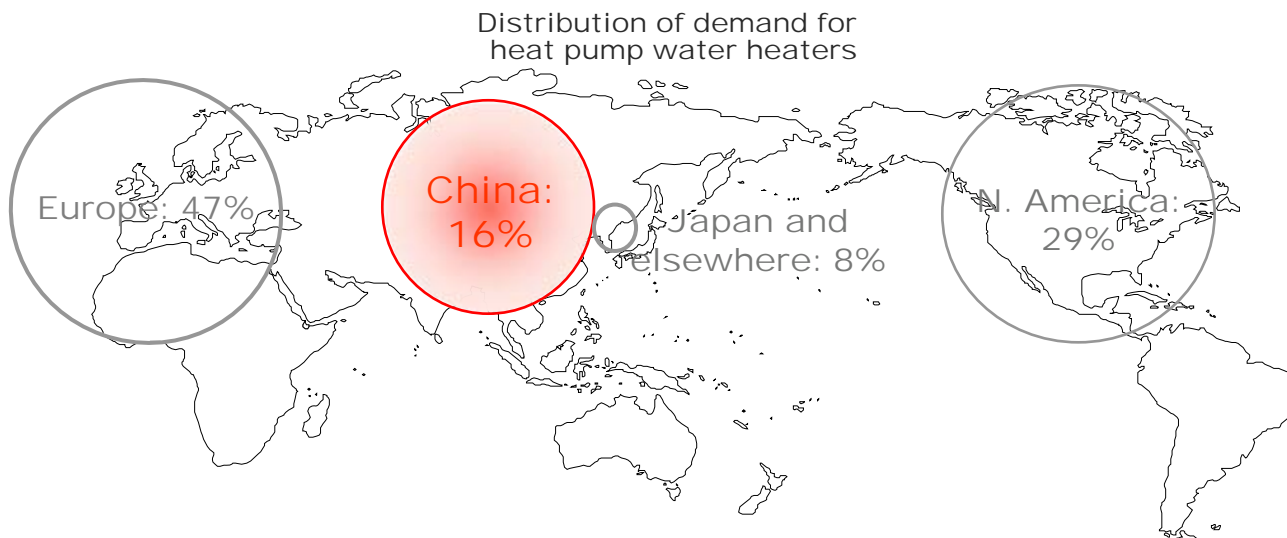 Distribution of demand for
heat pump water heaters
Europe: 47%
China:
16%
Japan and
elsewhere: 8%
N. America:
29%